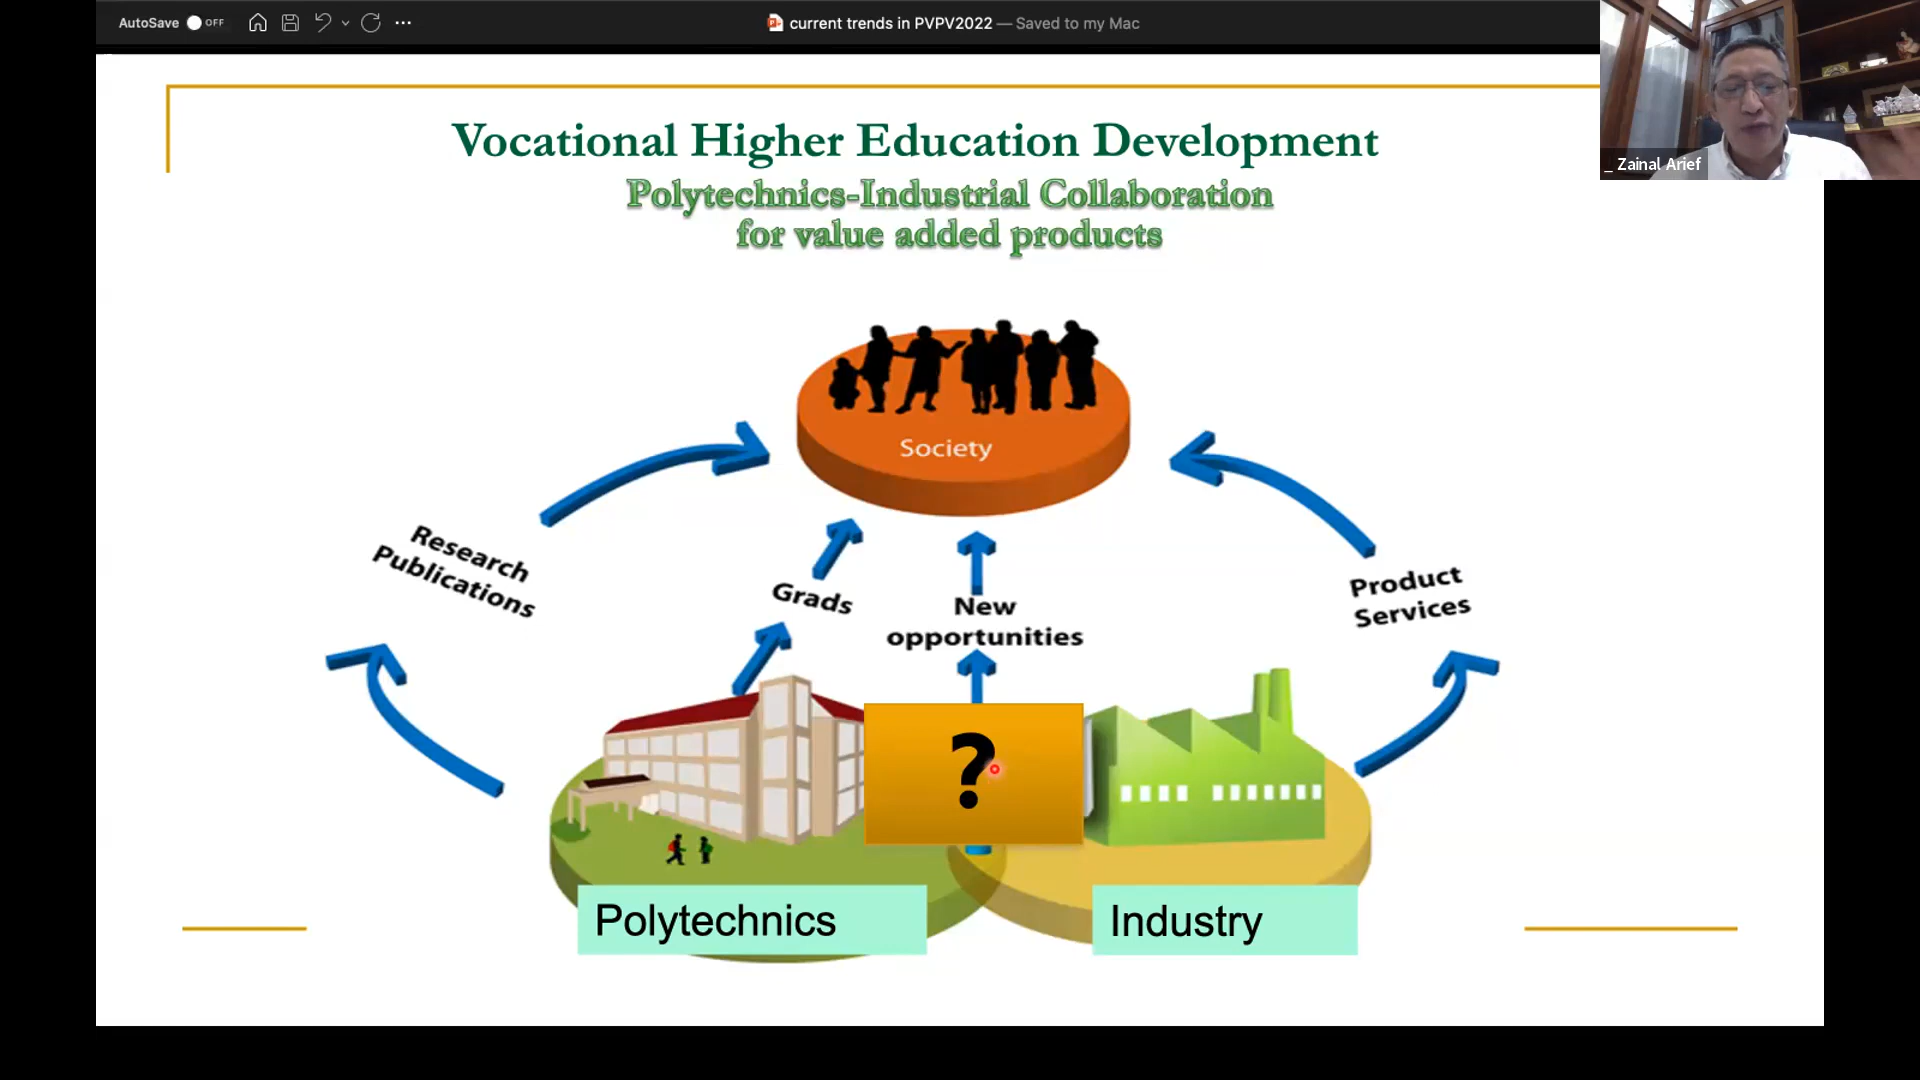 AutoSave OFF
current trends in PVPV2022 — Saved to my Mac
_ Zainal Arief
Vocational Higher Education Development
Polytechnics-Industrial Collaboration
for value added products
Society
Research
Publications
Grads
New
opportunities
Product
Services
?
Polytechnics
Industry